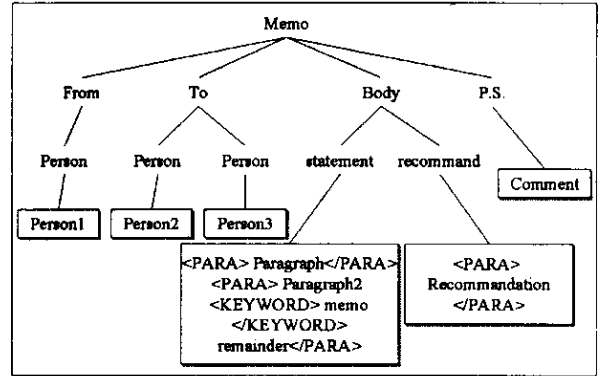 Memo
From To Body P.S.
Person Person Person statement recommand
Comment
Person1 Person2 Person3
<PARA> Paragraph</PARA>
<PARA> Paragraph2
<KEYWORD> memo
</KEYWORD>
remainder</PARA>
<PARA>
Recommandation
</PARA>